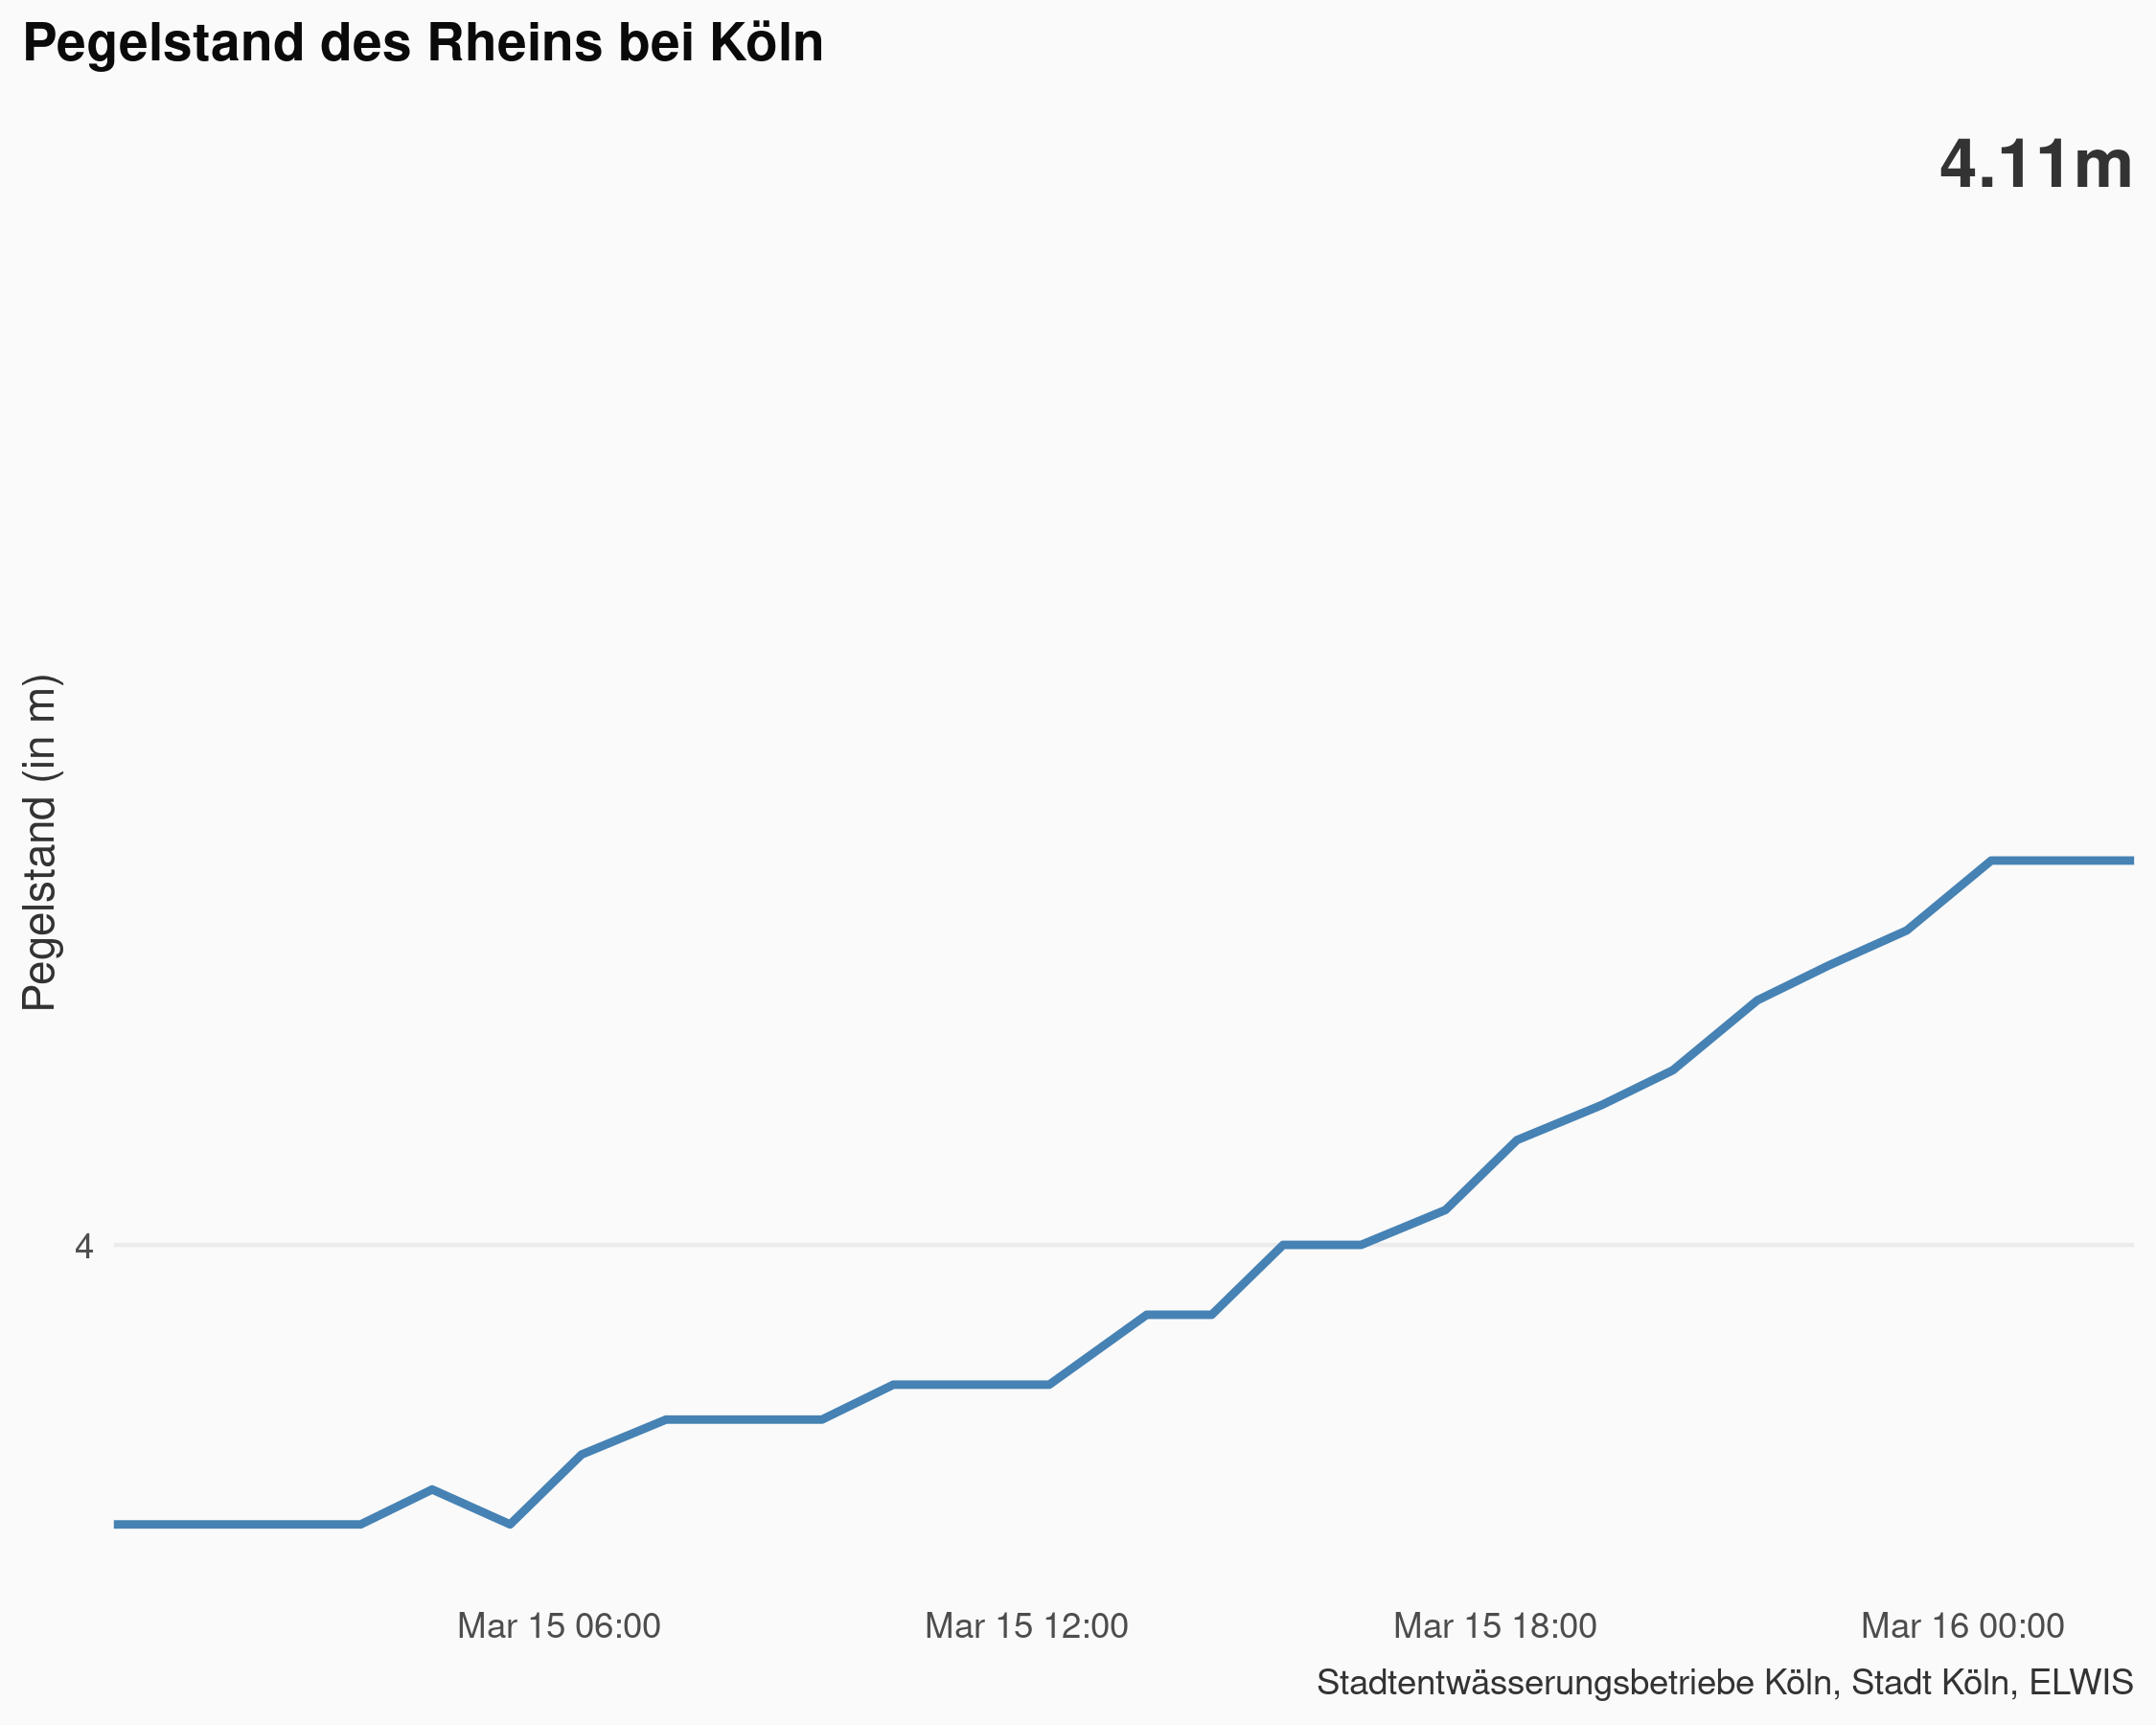 Pegelstand des Rheins bei Köln
4.11m
Pegelstand (in m)
4
Mar 15 06:00
Mar 15 12:00
Mar 15 18:00
Mar 16 00:00
Stadtentwässerungsbetriebe Köln, Stadt Köln, ELWIS